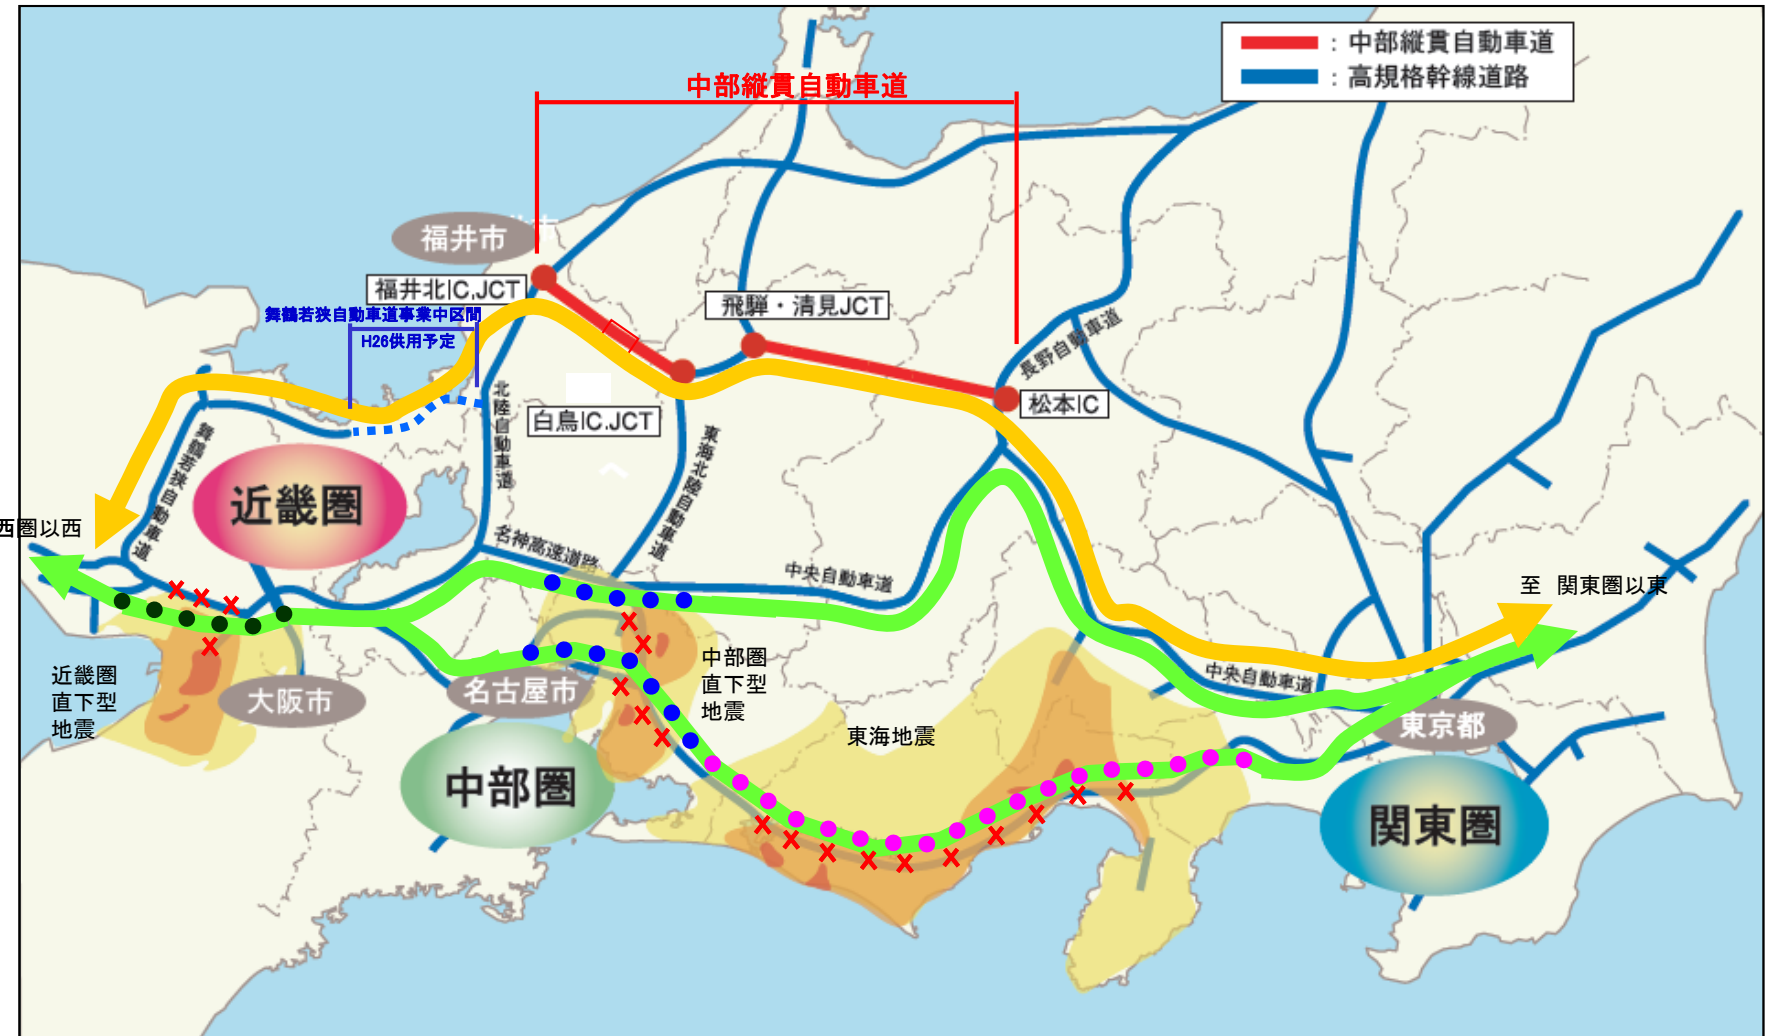 ：中部縦貫自動車道
：高規格幹線道路
中部縦貫自動車道
福井市
福井北IC.JCT
飛騨・清見JCT
舞鶴若狭自動車道事業中区間
H26供用予定
長野自動車道
松本IC
白鳥IC.JCT
北陸自動車道
東海北陸自動車道
舞鶴若狭自動車道
近畿圏
西圏以西
名神高速道路
中央自動車道
至　関東圏以東
近畿圏
直下型
地震
大阪市
名古屋市
中部圏
直下型
地震
中央自動車道
東京都
東海地震
中部圏
関東圏